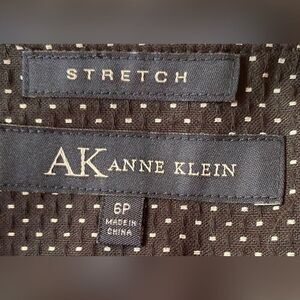 STRETCH
AK ANNE KLEIN
6P
MADE IN
CHINA